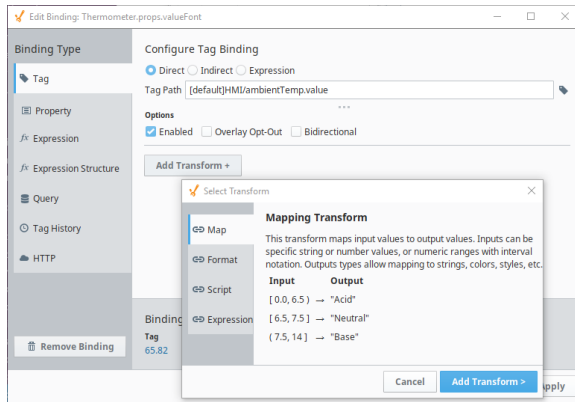 Edit Binding: Thermometer.props.valueFont
Binding Type
Tag
Property
fx Expression
fx Expression Structure
Query
Tag History
HTTP
Remove Binding
Configure Tag Binding
Direct Indirect Expression
Tag Path [default]HMI/ambientTemp.value
Options
Enabled Overlay Opt-Out Bidirectional
Add Transform +
Binding
Tag
65.82
Select Transform
Map
Format
Script
Expression
Mapping Transform
This transform maps input values to output values. Inputs can be
specific string or number values, or numeric ranges with interval
notation. Outputs types allow mapping to strings, colors, styles, etc.
Input Output
[ 0.0, 6.5 ) → "Acid"
[ 6.5, 7.5 ] → "Neutral"
( 7.5, 14 ] → "Base"
Cancel Add Transform >